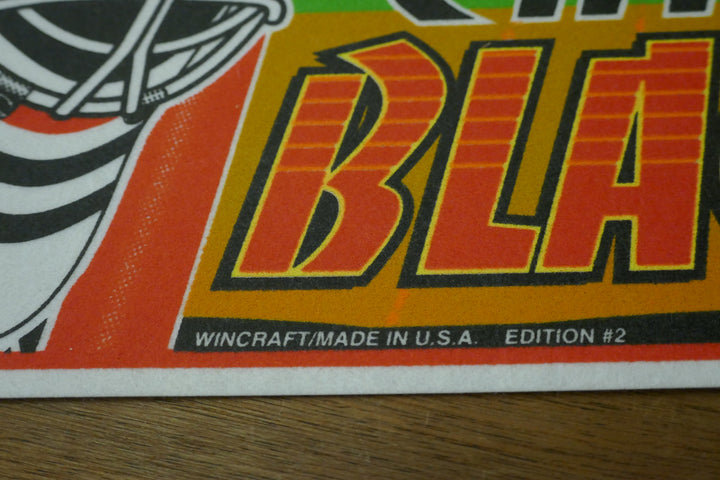 BLA
WINCRAFT/MADE IN U.S.A. EDITION #2